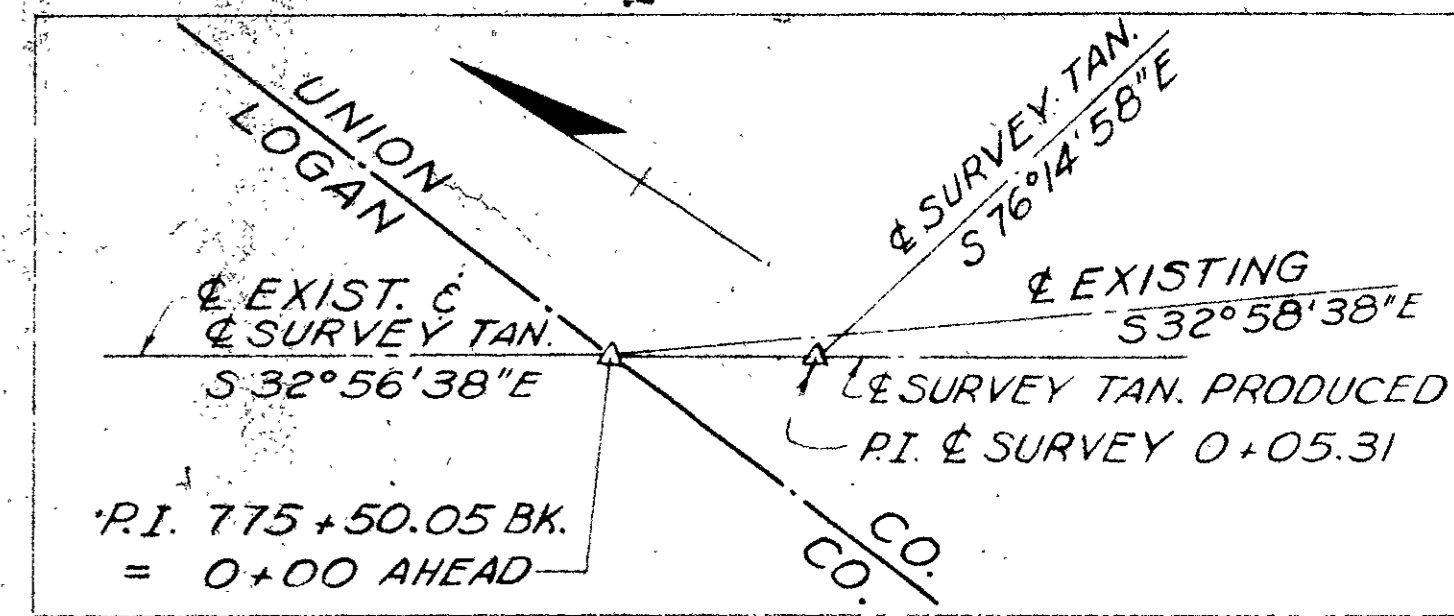 UNION
LOGAN
℄ SURVEY TAN.
S 76°14'58"E
℄ EXIST. &
℄ SURVEY TAN.
S 32°56'38"E
℄ EXISTING
S 32°58'38"E
℄ SURVEY TAN. PRODUCED
P.I. ℄ SURVEY 0+05.31
P.I. 775+50.05 BK.
= 0+00 AHEAD
CO.
CO.